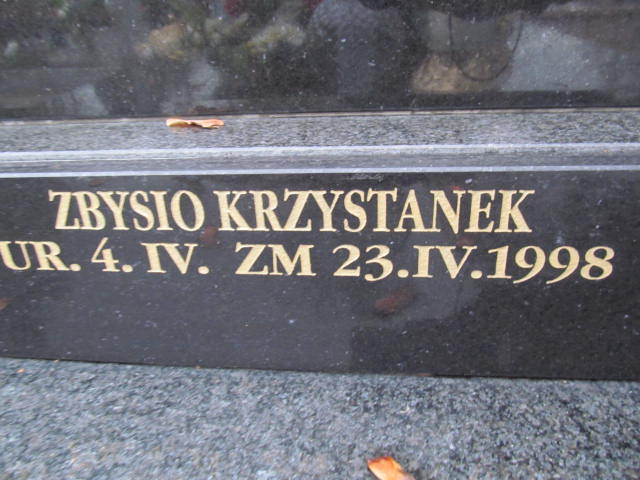 ZBYSIO KRZYSTANEK
UR. 4. IV. ZM 23.IV.1998